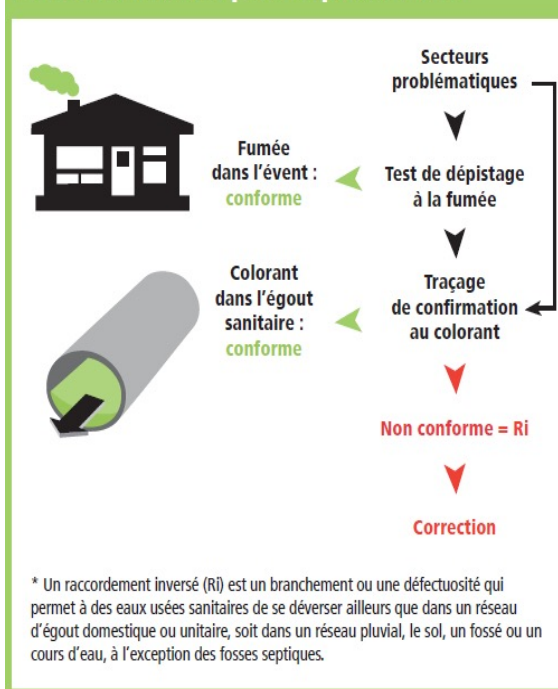 Secteurs
problématiques
Fumée
dans l’évent :
conforme
Test de dépistage
à la fumée
Colorant
dans l’égout
sanitaire :
conforme
Traçage
de confirmation
au colorant
Non conforme = Ri
Correction
* Un raccordement inversé (Ri) est un branchement ou une défectuosité qui
permet à des eaux usées sanitaires de se déverser ailleurs que dans un réseau
d’égout domestique ou unitaire, soit dans un réseau pluvial, le sol, un fossé ou un
cours d’eau, à l’exception des fosses septiques.